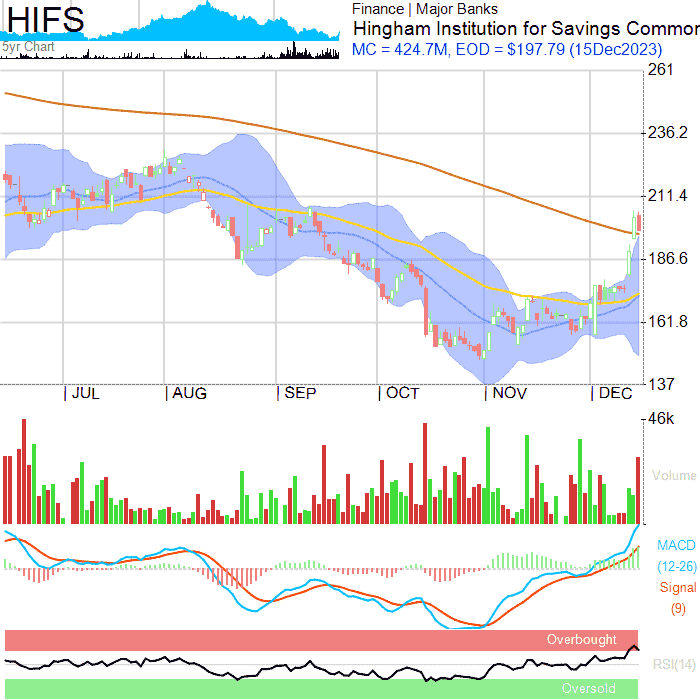 HIFS
5yr Chart
Finance | Major Banks
Hingham Institution for Savings Common
MC = 424.7M, EOD = $197.79 (15Dec2023)
261
236.2
211.4
186.6
161.8
137
JUL AUG SEP OCT NOV DEC
46k
Volume
MACD
(12-26)
Signal
(9)
Overbought
RSI(14)
Oversold